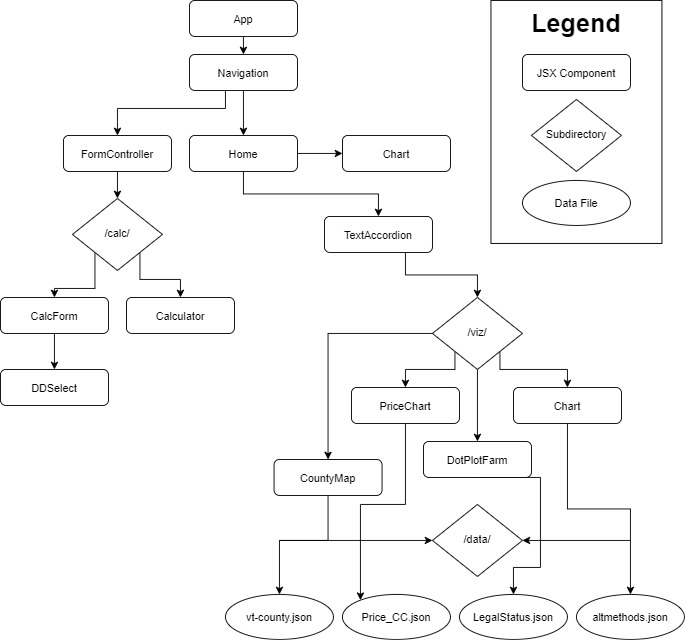 App
Legend
Navigation
JSX Component
Subdirectory
FormController
Home
Chart
Data File
/calc/
TextAccordion
CalcForm
Calculator
/viz/
DDSelect
PriceChart
Chart
DotPlotFarm
CountyMap
/data/
vt-county.json
Price_CC.json
LegalStatus.json
altmethods.json